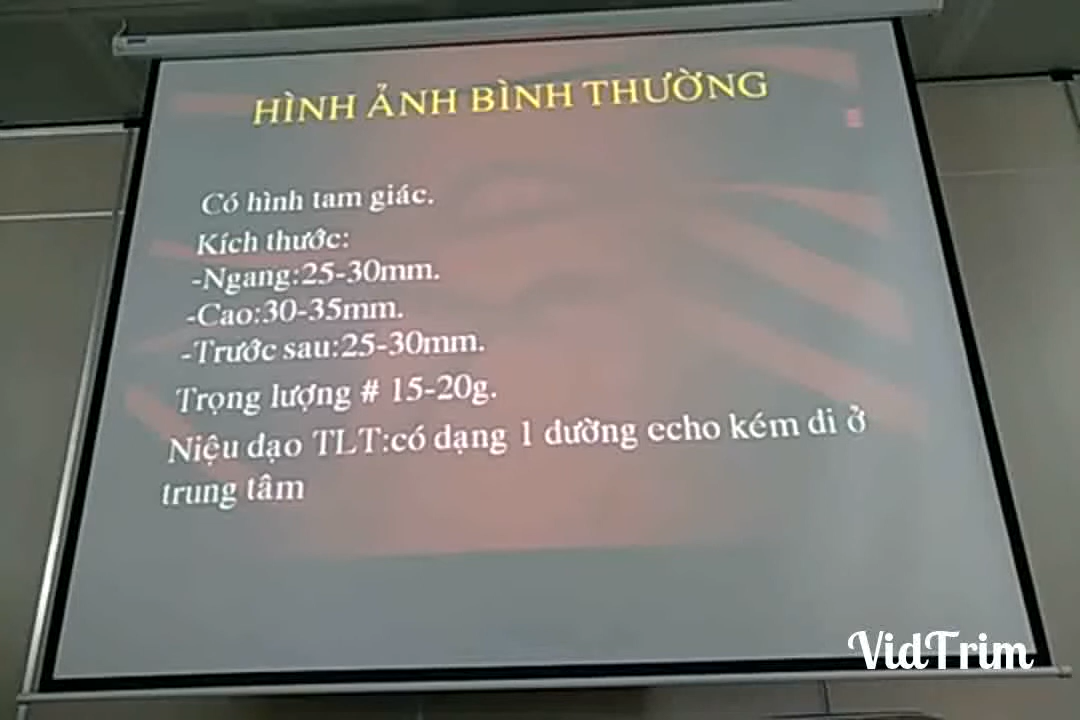 HÌNH ẢNH BÌNH THƯỜNG
Có hình tam giác.
Kích thước:
-Ngang:25-30mm.
-Cao:30-35mm.
-Trước sau:25-30mm.
Trọng lượng # 15-20g.
Niệu đạo TLT:có dạng 1 đường echo kém đi ở
trung tâm
VidTrim